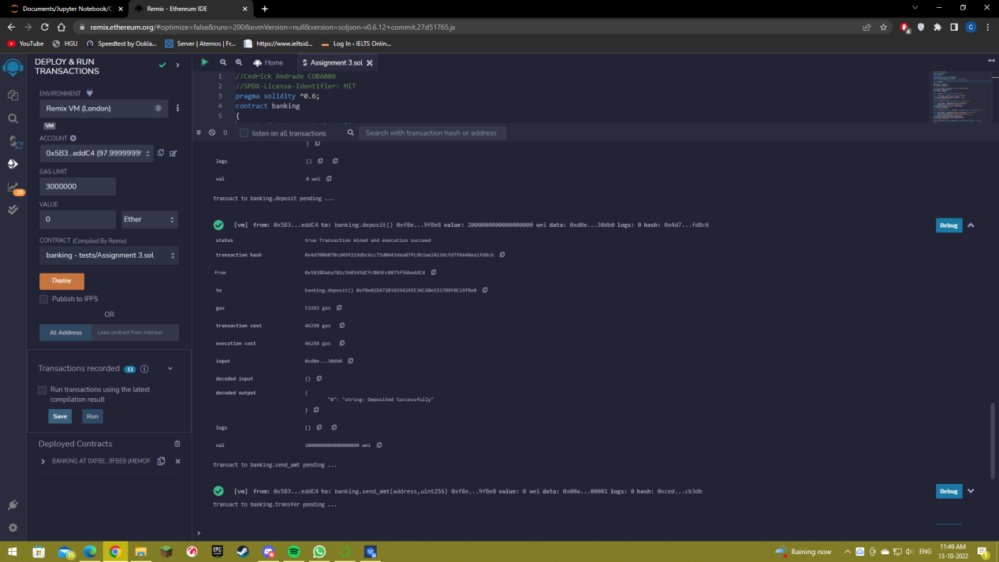 Documents/Jupyter Notebook/C
Remix - Ethereum IDE
remix.ethereum.org/#optimize=false&runs=200&evmVersion=null&version=soljson-v0.6.12+commit.27d51765.js
YouTube
HGU
Speedtest by Ookla...
Server | Aternos | Fr...
https://www.ieltsid...
Log In ‹ IELTS Onlin...
DEPLOY & RUN
TRANSACTIONS
ENVIRONMENT
Remix VM (London)
VM
ACCOUNT
0x5B3...eddC4 (97.99999999
GAS LIMIT
3000000
VALUE
0
Ether
CONTRACT (Compiled By Remix)
banking - tests/Assignment 3.sol
Deploy
Publish to IPFS
OR
At Address
Load contract from Address
Transactions recorded 11
Run transactions using the latest
compilation result
Save
Run
Deployed Contracts
BANKING AT 0XF8E...9FBE8 (MEMOR
Home
Assignment 3.sol
1 //Cedrick Andrade COBA006
2 //SPDX-License-Identifier: MIT
3 pragma solidity ^0.6;
4 contract banking
5 {
0
listen on all transactions
Search with transaction hash or address
}
logs []
val 0 wei
transact to banking.deposit pending ...
[vm] from: 0x5B3...eddC4 to: banking.deposit() 0xf8e...9fBe8 value: 2000000000000000000 wei data: 0xd0e...30db0 logs: 0 hash: 0x4d7...fd8c6
Debug
status true Transaction mined and execution succeed
transaction hash
from 0x5B38Da6a701c568545dCfcB03FcB875f56beddC4
to banking.deposit() 0xf8e81D47203A594245E36C48e151709F0C19fBe8
gas 53243 gas
transaction cost 46298 gas
execution cost 46298 gas
input 0xd0e...30db0
decoded input {}
decoded output {
"0": "string: Deposited Successfully"
}
logs []
val 2000000000000000000 wei
transact to banking.send_amt pending ...
[vm] from: 0x5B3...eddC4 to: banking.send_amt(address,uint256) 0xf8e...9fBe8 value: 0 wei data: 0x00a...00001 logs: 0 hash: 0xced...cb3db
Debug
transact to banking.transfer pending ...
>
15
EPIC
Raining now
ENG
11:49 AM
13-10-2022
3